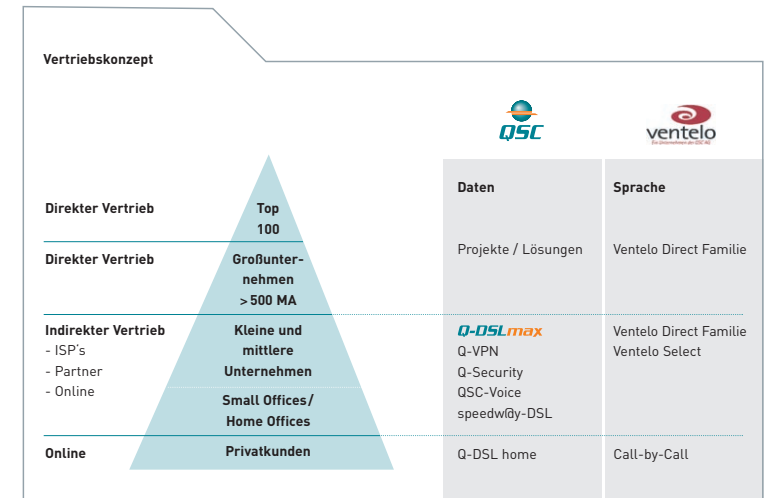 Vertriebskonzept
QSC
ventelo
Ein Unternehmen der QSC AG
Daten
Sprache
Direkter Vertrieb
Top
100
Direkter Vertrieb
Großunter-
nehmen
> 500 MA
Projekte / Lösungen
Ventelo Direct Familie
Indirekter Vertrieb
- ISP's
- Partner
- Online
Kleine und
mittlere
Unternehmen
Small Offices/
Home Offices
Q-DSLmax
Q-VPN
Q-Security
QSC-Voice
speedw@y-DSL
Ventelo Direct Familie
Ventelo Select
Online
Privatkunden
Q-DSL home
Call-by-Call